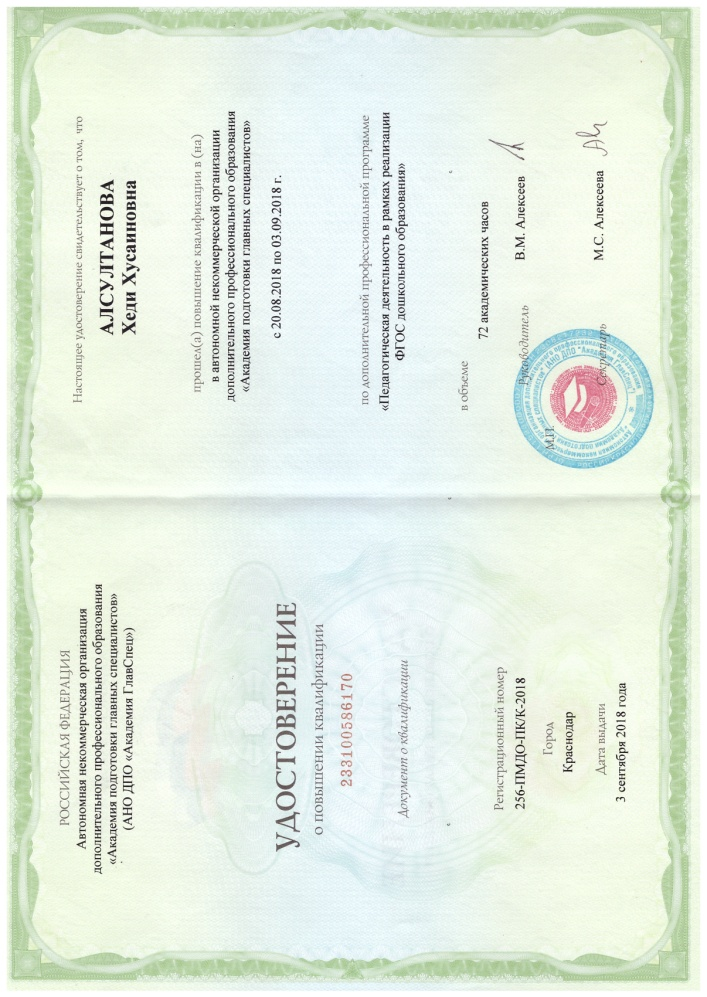 РОССИЙСКАЯ ФЕДЕРАЦИЯ
Автономная некоммерческая организация
дополнительного профессионального образования
«Академия подготовки главных специалистов»
(АНО ДПО «Академия ГлавСпец»)
УДОСТОВЕРЕНИЕ
о повышении квалификации
233100586170
Документ о квалификации
Регистрационный номер
256-ПМДО-ПК/К-2018
Город
Краснодар
Дата выдачи
3 сентября 2018 года
Настоящее удостоверение свидетельствует о том, что
АЛСУЛТАНОВА
Хеди Хусаиновна
прошел(а) повышение квалификации в (на)
в автономной некоммерческой организации
дополнительного профессионального образования
«Академия подготовки главных специалистов»
с 20.08.2018 по 03.09.2018 г.
по дополнительной профессиональной программе
«Педагогическая деятельность в рамках реализации
ФГОС дошкольного образования»
в объеме
72 академических часов
Руководитель В.М. Алексеев
М.П.
Секретарь М.С. Алексеева